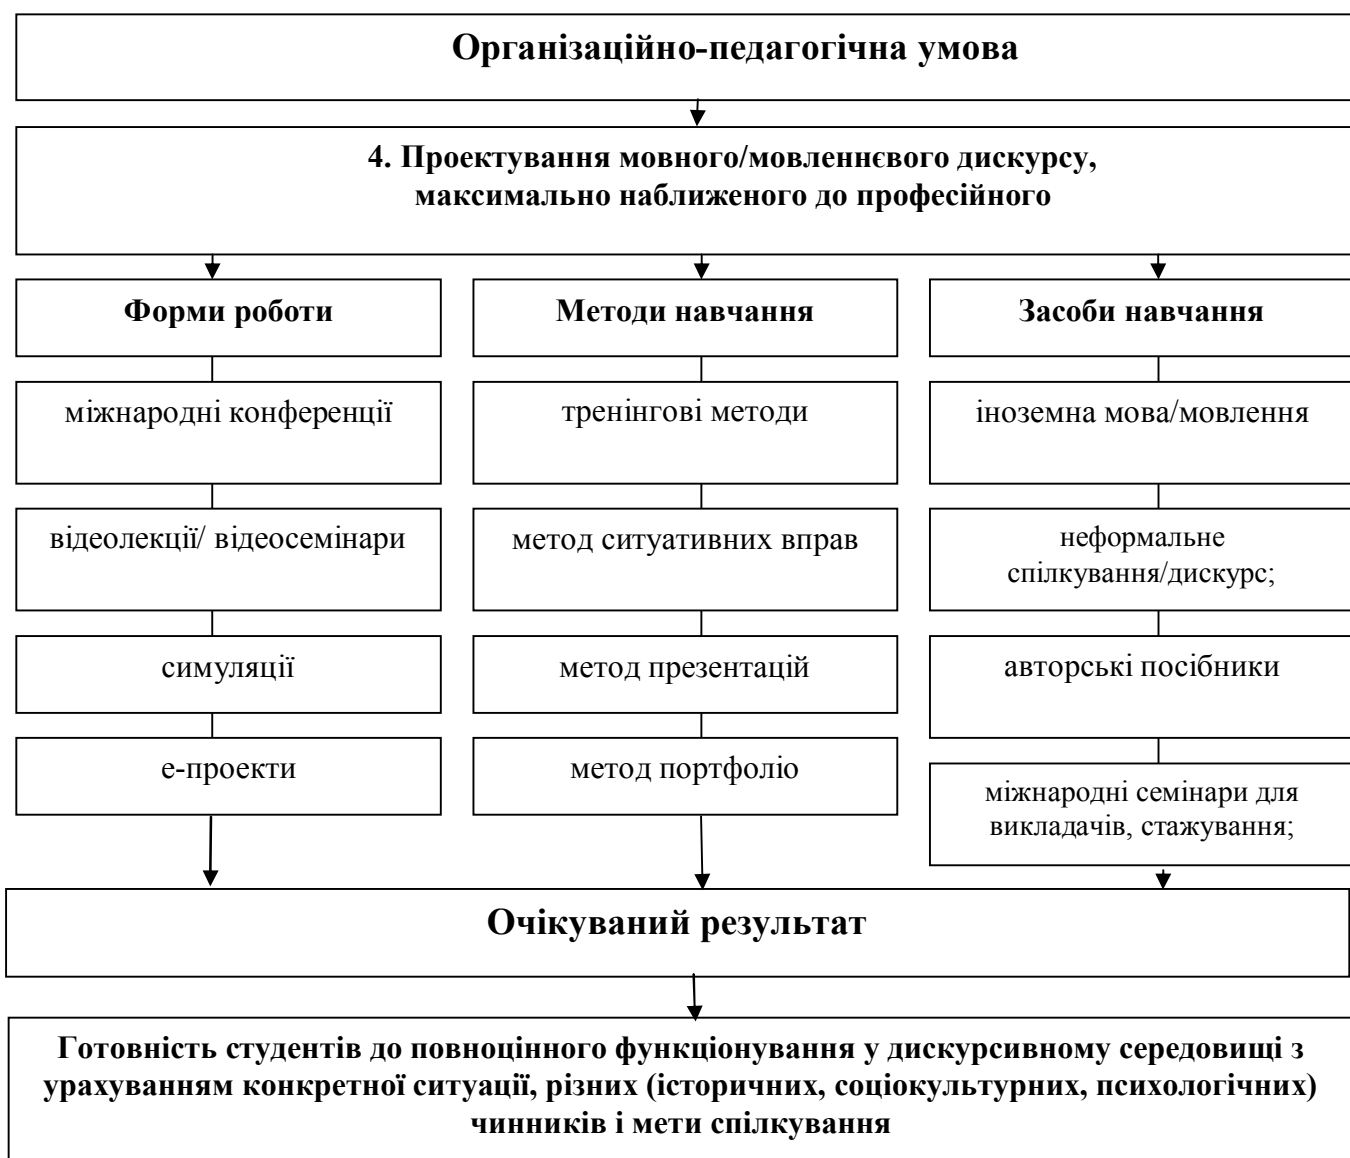 Організаційно-педагогічна умова
4. Проектування мовного/мовленнєвого дискурсу,
максимально наближеного до професійного
Форми роботи
міжнародні конференції
відеолекції/ відеосемінари
симуляції
е-проекти
Методи навчання
тренінгові методи
метод ситуативних вправ
метод презентацій
метод портфоліо
Засоби навчання
іноземна мова/мовлення
неформальне
спілкування/дискурс;
авторські посібники
міжнародні семінари для
викладачів, стажування;
Очікуваний результат
Готовність студентів до повноцінного функціонування у дискурсивному середовищі з
урахуванням конкретної ситуації, різних (історичних, соціокультурних, психологічних)
чинників і мети спілкування